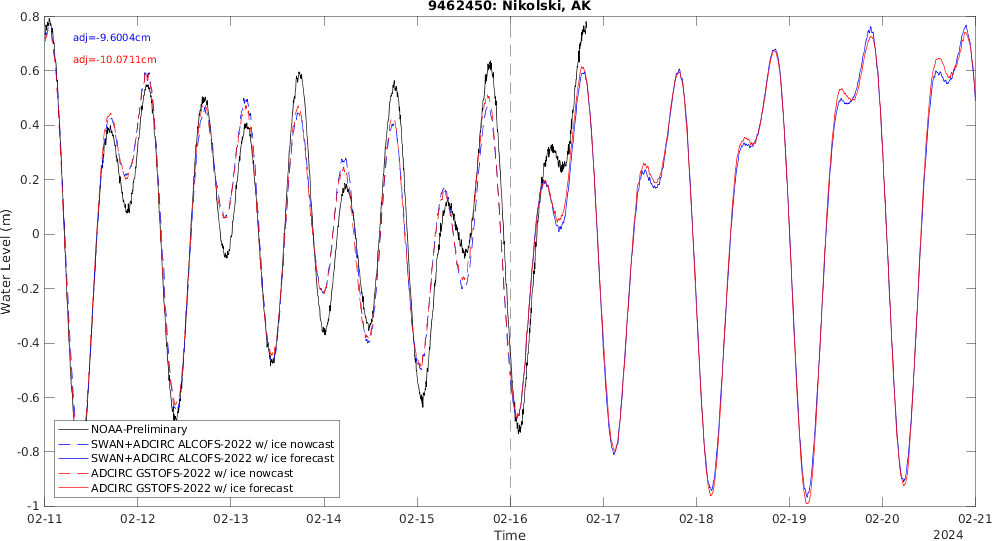 9462450: Nikolski, AK
adj=-9.6004cm
adj=-10.0711cm
Water Level (m)
0.8
0.6
0.4
0.2
0
-0.2
-0.4
-0.6
-0.8
-1
NOAA-Preliminary
SWAN+ADCIRC ALCOFS-2022 w/ ice nowcast
SWAN+ADCIRC ALCOFS-2022 w/ ice forecast
ADCIRC GSTOFS-2022 w/ ice nowcast
ADCIRC GSTOFS-2022 w/ ice forecast
02-11 02-12 02-13 02-14 02-15 02-16 02-17 02-18 02-19 02-20 02-21
Time
2024